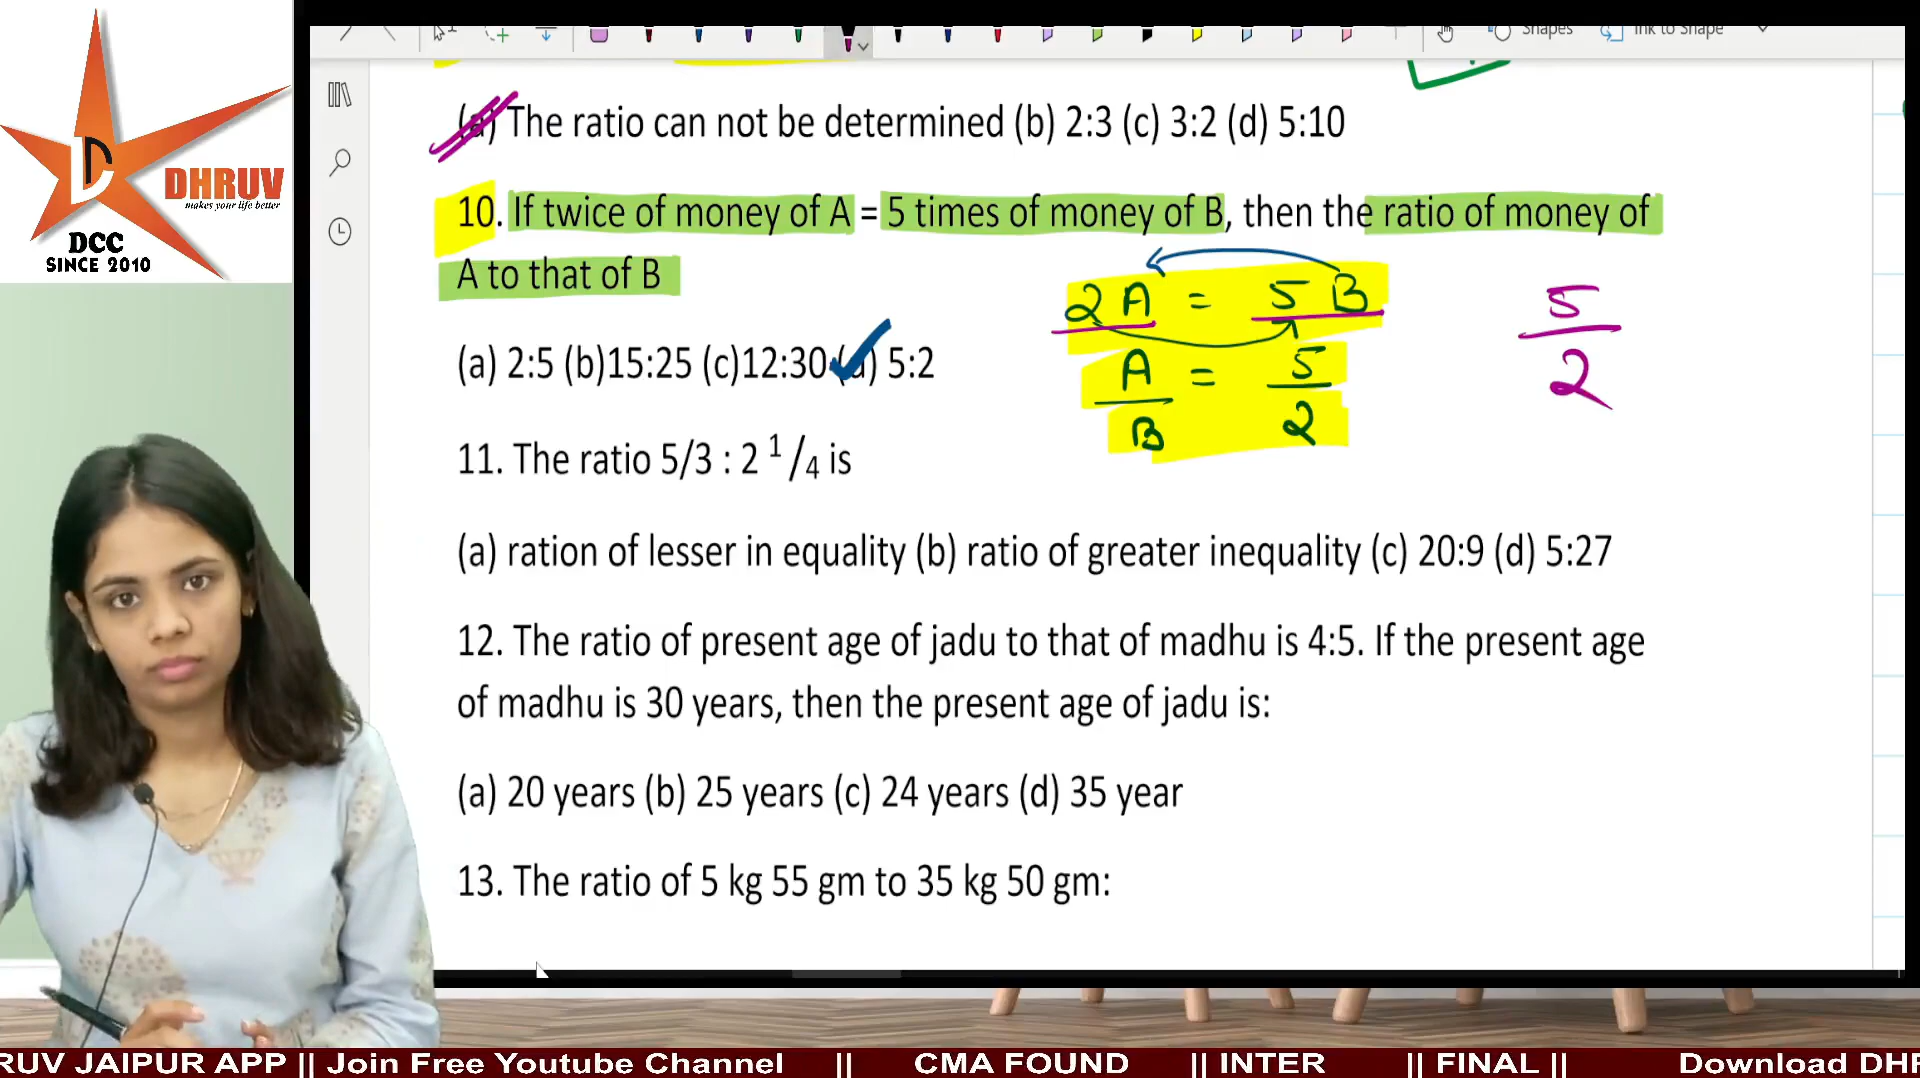 Shapes
Ink to Shape
(a) The ratio can not be determined (b) 2:3 (c) 3:2 (d) 5:10
10. If twice of money of A = 5 times of money of B, then the ratio of money of
A to that of B
2A = 5B
A/B = 5/2
5/2
(a) 2:5 (b)15:25 (c)12:30 (d) 5:2
11. The ratio 5/3 : 2 1/4 is
(a) ration of lesser in equality (b) ratio of greater inequality (c) 20:9 (d) 5:27
12. The ratio of present age of jadu to that of madhu is 4:5. If the present age
of madhu is 30 years, then the present age of jadu is:
(a) 20 years (b) 25 years (c) 24 years (d) 35 year
13. The ratio of 5 kg 55 gm to 35 kg 50 gm:
DHRUV
makes your life better
DCC
SINCE 2010
RUV JAIPUR APP || Join Free Youtube Channel || CMA FOUND || INTER || FINAL || Download DHR